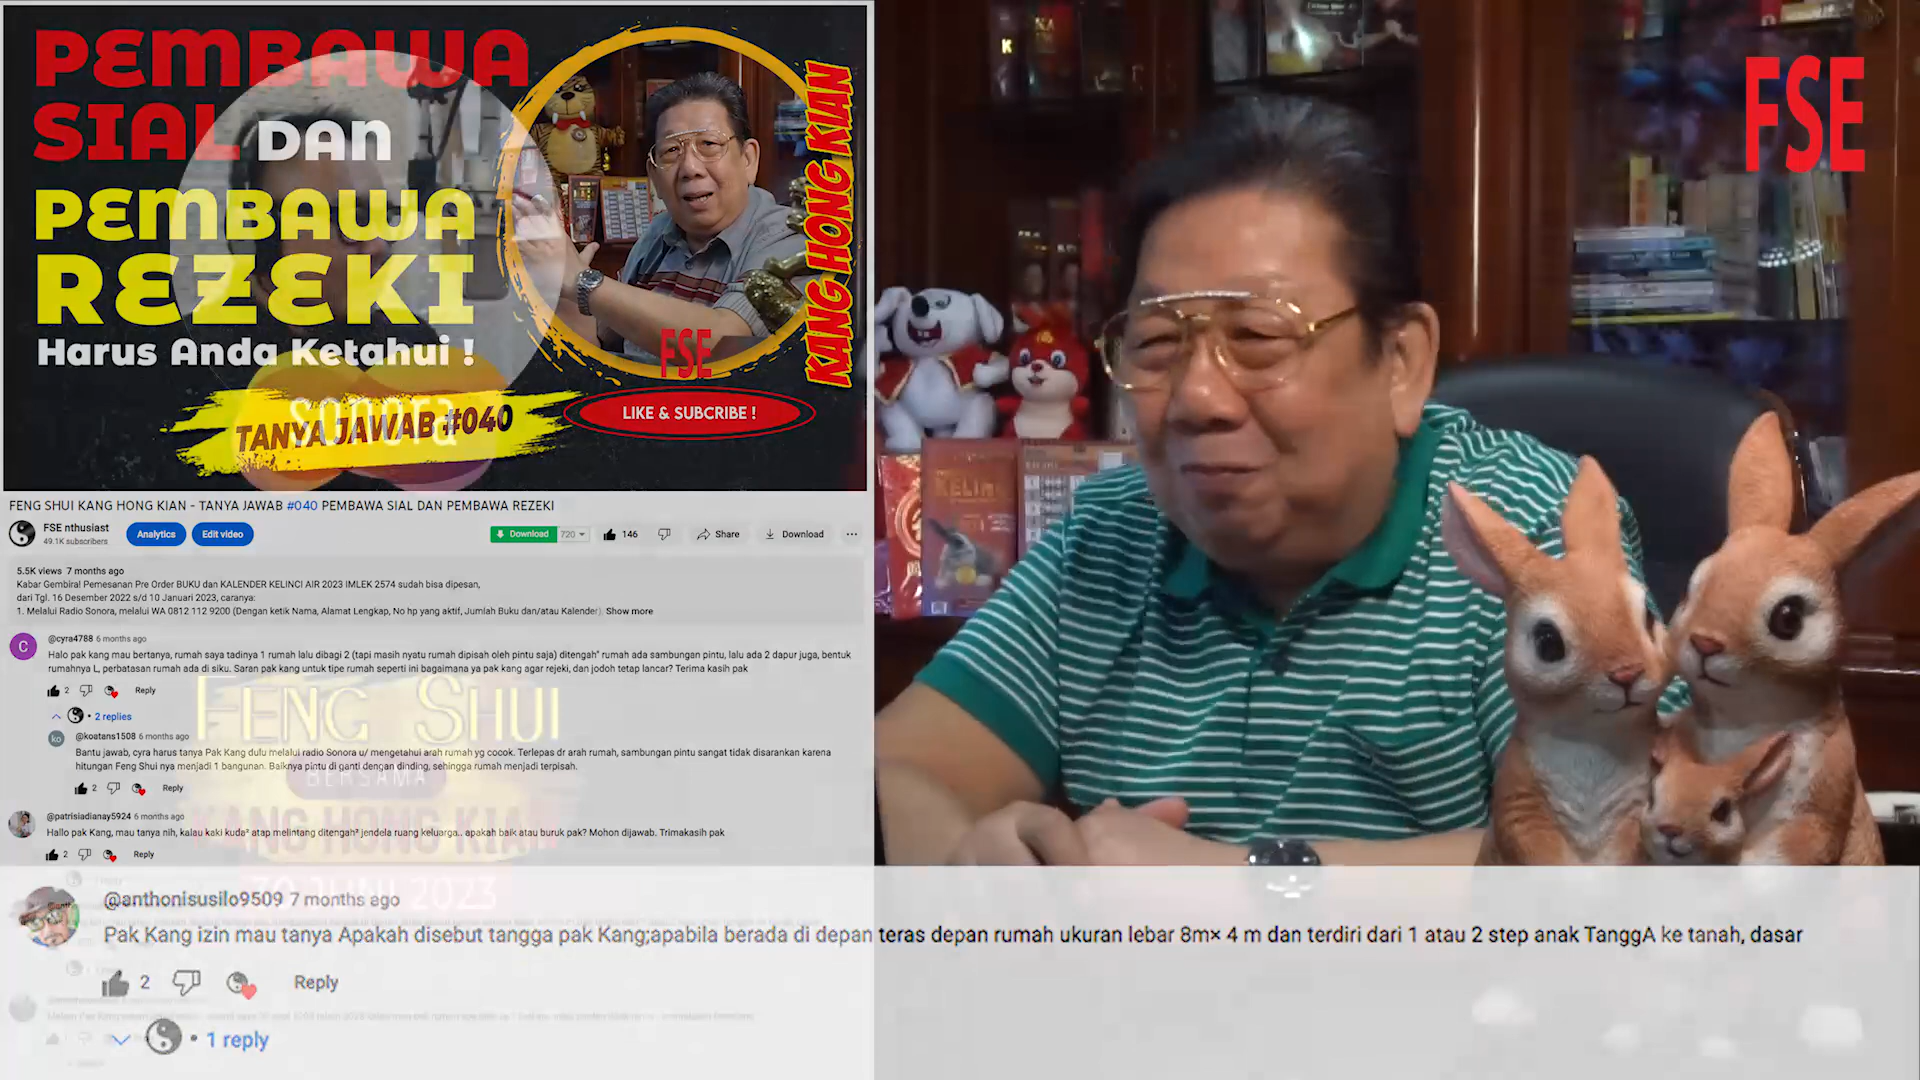 PEMBAWA
SIAL DAN
PEMBAWA
REZEKI
Harus Anda Ketahui !
TANYA JAWAB #040
sonora
KANG HONG KIAN
FSE
LIKE & SUBCRIBE !
FSE
KELINCI
FENG SHUI KANG HONG KIAN - TANYA JAWAB #040 PEMBAWA SIAL DAN PEMBAWA REZEKI
FSE nthusiast
49.1K subscribers
Analytics
Edit video
Download 720
146
Share
Download
5.5K views 7 months ago
Kabar Gembira! Pemesanan Pre Order BUKU dan KALENDER KELINCI AIR 2023 IMLEK 2574 sudah bisa dipesan,
dari Tgl. 16 Desember 2022 s/d 10 Januari 2023, caranya:
1. Melalui Radio Sonora, melalui WA 0812 112 9200 (Dengan ketik Nama, Alamat Lengkap, No hp yang aktif, Jumlah Buku dan/atau Kalender). Show more
C
@cyra4788 6 months ago
Halo pak kang mau bertanya, rumah saya tadinya 1 rumah lalu dibagi 2 (tapi masih nyatu rumah dipisah oleh pintu saja) ditengah" rumah ada sambungan pintu, lalu ada 2 dapur juga, bentuk
rumahnya L, perbatasan rumah ada di siku. Saran pak kang untuk tipe rumah seperti ini bagaimana ya pak kang agar rejeki, dan jodoh tetap lancar? Terima kasih pak
2
Reply
2 replies
ko
@koatans1508 6 months ago
Bantu jawab, cyra harus tanya Pak Kang dulu melalui radio Sonora u/ mengetahui arah rumah yg cocok. Terlepas dr arah rumah, sambungan pintu sangat tidak disarankan karena
hitungan Feng Shui nya menjadi 1 bangunan. Baiknya pintu di ganti dengan dinding, sehingga rumah menjadi terpisah.
2
Reply
FENG SHUI
BERSAMA
KANG HONG KIAN
30 JUNI 2023
@patrisiadianay5924 6 months ago
Hallo pak Kang, mau tanya nih, kalau kaki kuda² atap melintang ditengah² jendela ruang keluarga.. apakah baik atau buruk pak? Mohon dijawab. Trimakasih pak
2
Reply
@anthonisusilo9509 7 months ago
Pak Kang izin mau tanya Apakah disebut tangga pak Kang;apabila berada di depan teras depan rumah ukuran lebar 8m× 4 m dan terdiri dari 1 atau 2 step anak TanggA ke tanah, dasar
2
Reply
1 reply